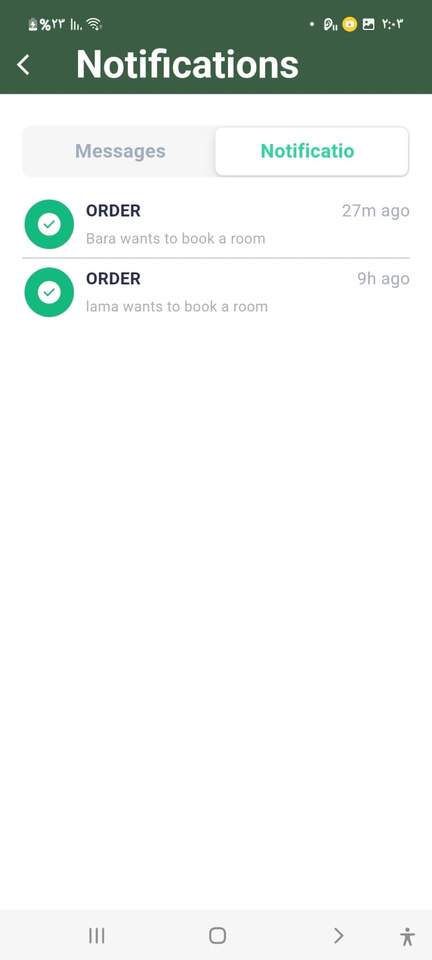 %٢٣
٢:٠٣
Notifications
Messages
Notificatio
ORDER
27m ago
Bara wants to book a room
ORDER
9h ago
lama wants to book a room